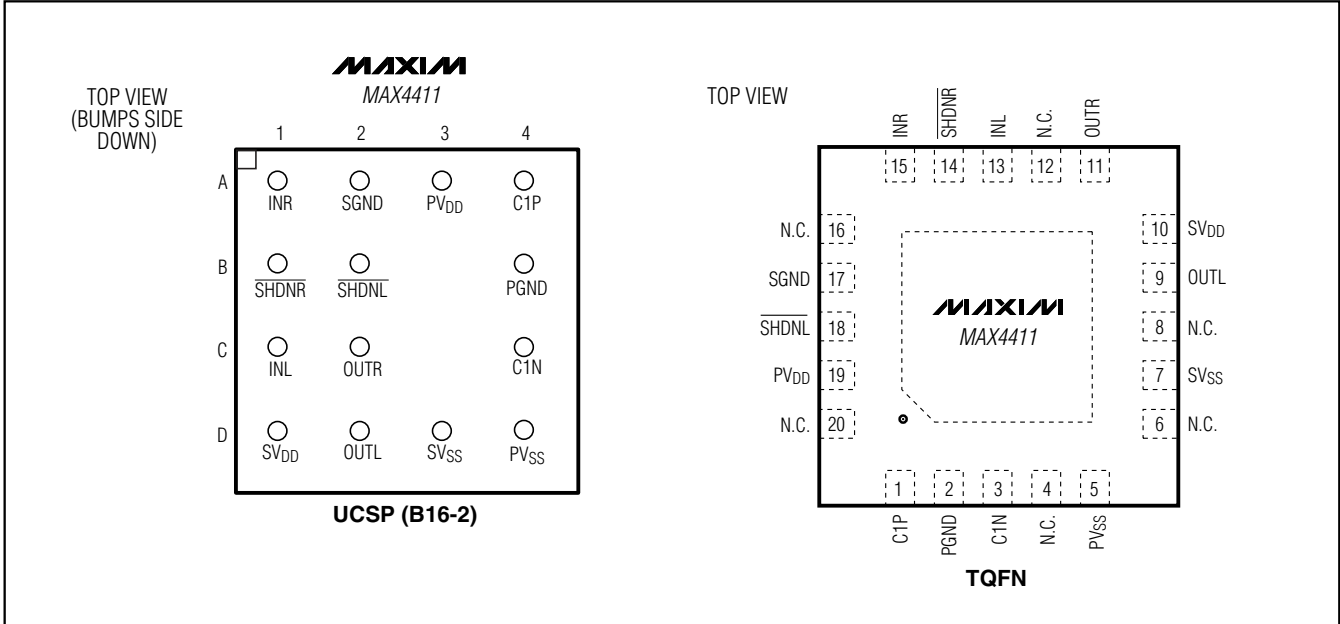 TOP VIEW
(BUMPS SIDE
DOWN)
MAXIM
MAX4411
1 2 3 4
A
INR SGND PVDD C1P
B
SHDNR SHDNL PGND
C
INL OUTR C1N
D
SVDD OUTL SVSS PVSS
UCSP (B16-2)
TOP VIEW
INR SHDNR INL N.C. OUTR
15 14 13 12 11
N.C. 16 10 SVDD
SGND 17 9 OUTL
SHDNL 18 8 N.C.
PVDD 19 7 SVSS
N.C. 20 6 N.C.
MAXIM
MAX4411
1 2 3 4 5
C1P PGND C1N N.C. PVSS
TQFN